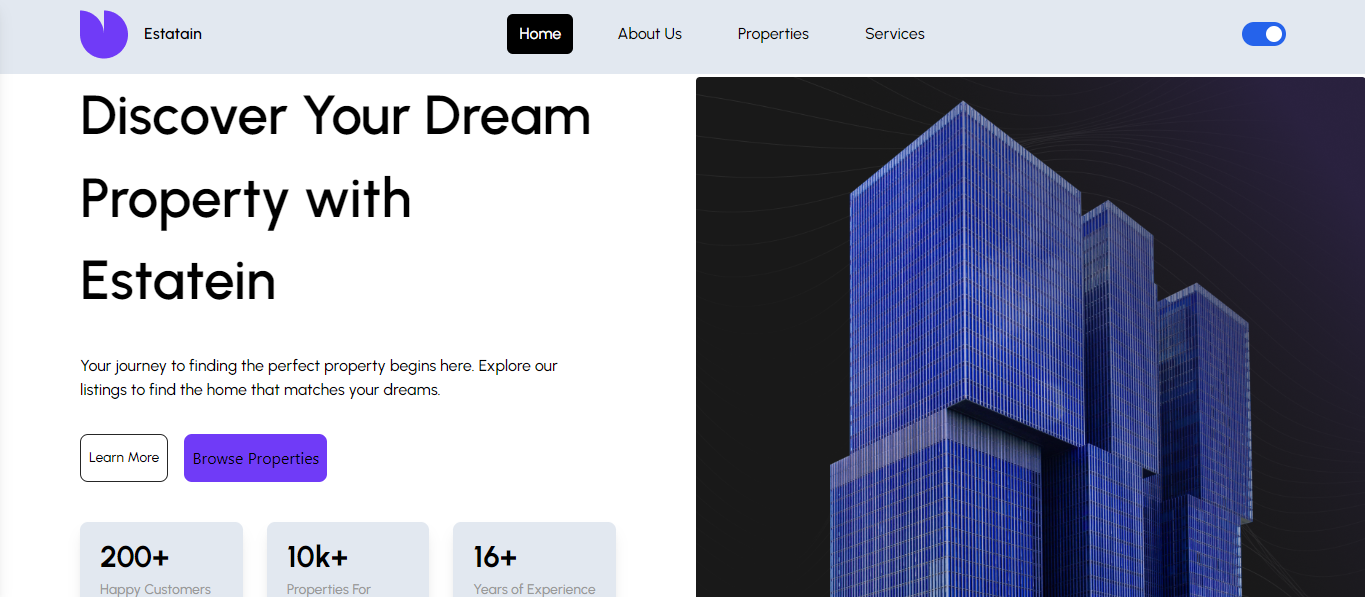 Estatain
Home
About Us
Properties
Services
Discover Your Dream
Property with
Estatein
Your journey to finding the perfect property begins here. Explore our
listings to find the home that matches your dreams.
Learn More
Browse Properties
200+
Happy Customers
10k+
Properties For
16+
Years of Experience